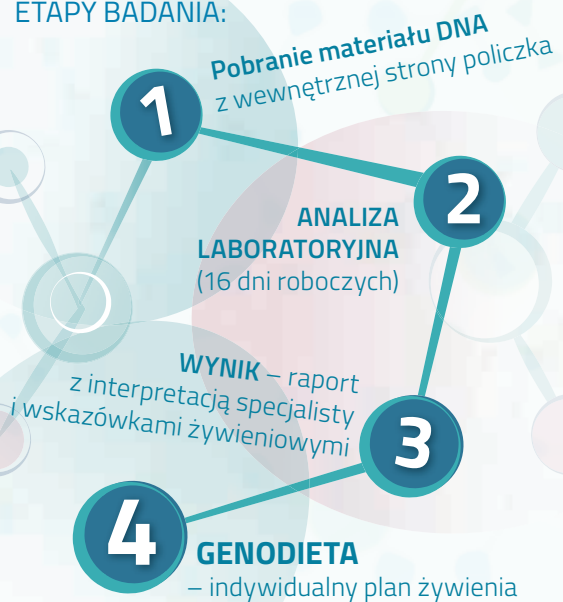 ETAPY BADANIA:
1
Pobranie materiału DNA
z wewnętrznej strony policzka
2
ANALIZA
LABORATORYJNA
(16 dni roboczych)
WYNIK – raport
z interpretacją specjalisty
i wskazówkami żywieniowymi
3
4
GENODIETA
– indywidualny plan żywienia